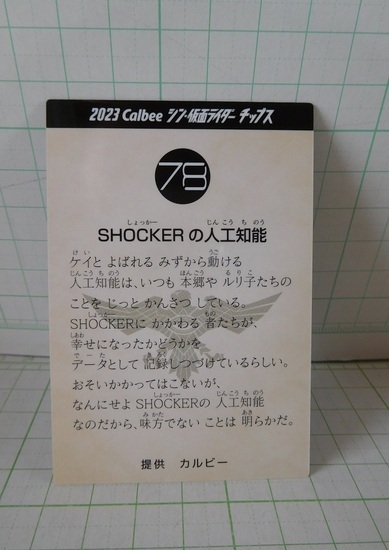 2023 Calbee シン・仮面ライダー チップス
78
SHOCKERの人工知能
ケイと よばれる みずから動ける
人工知能は、いつも 本郷や ルリ子たちの
ことを じっと かんさつ している。
SHOCKERに かかわる 者たちが、
幸せになったかどうかを
データとして 記録しつづけているらしい。
おそいかかってはこないが、
なんにせよ SHOCKERの 人工知能
なのだから、味方でない ことは 明らかだ。
提供 カルビー